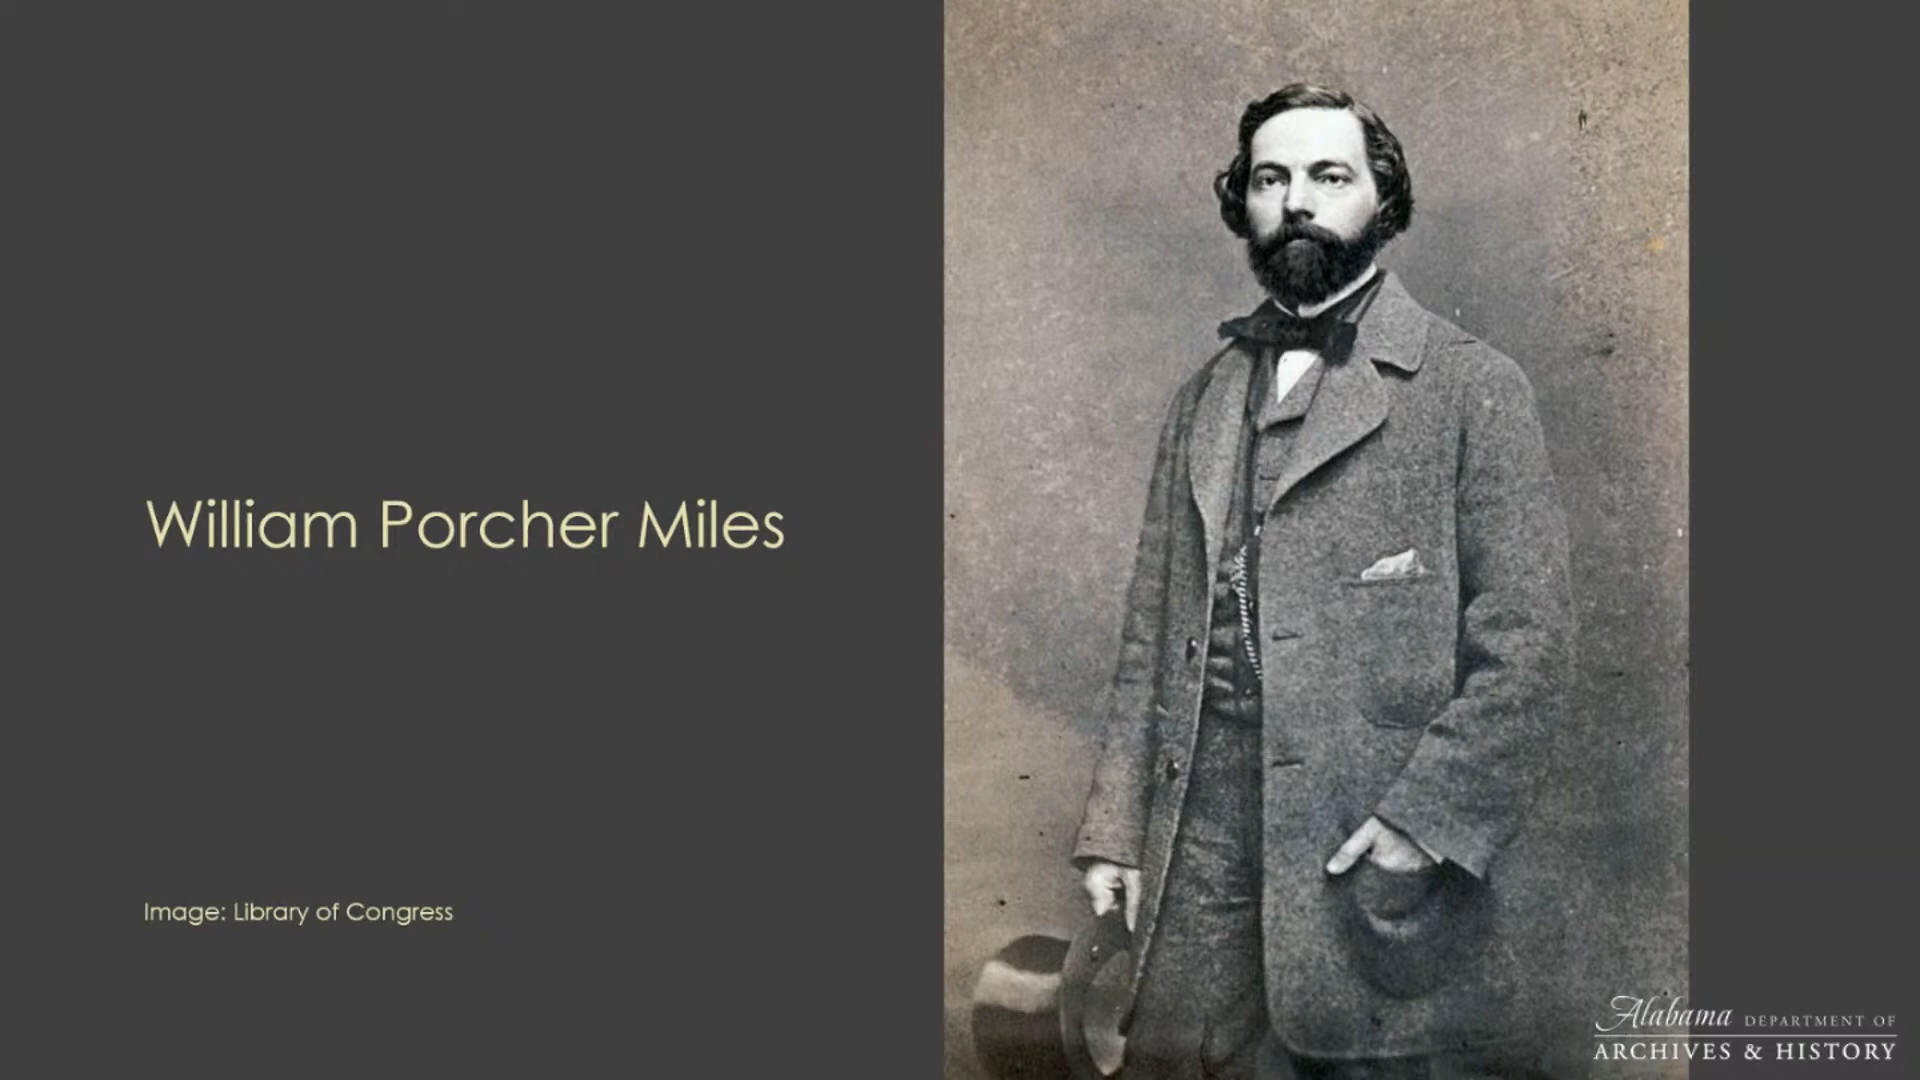 William Porcher Miles
Image: Library of Congress
Alabama DEPARTMENT OF
ARCHIVES & HISTORY